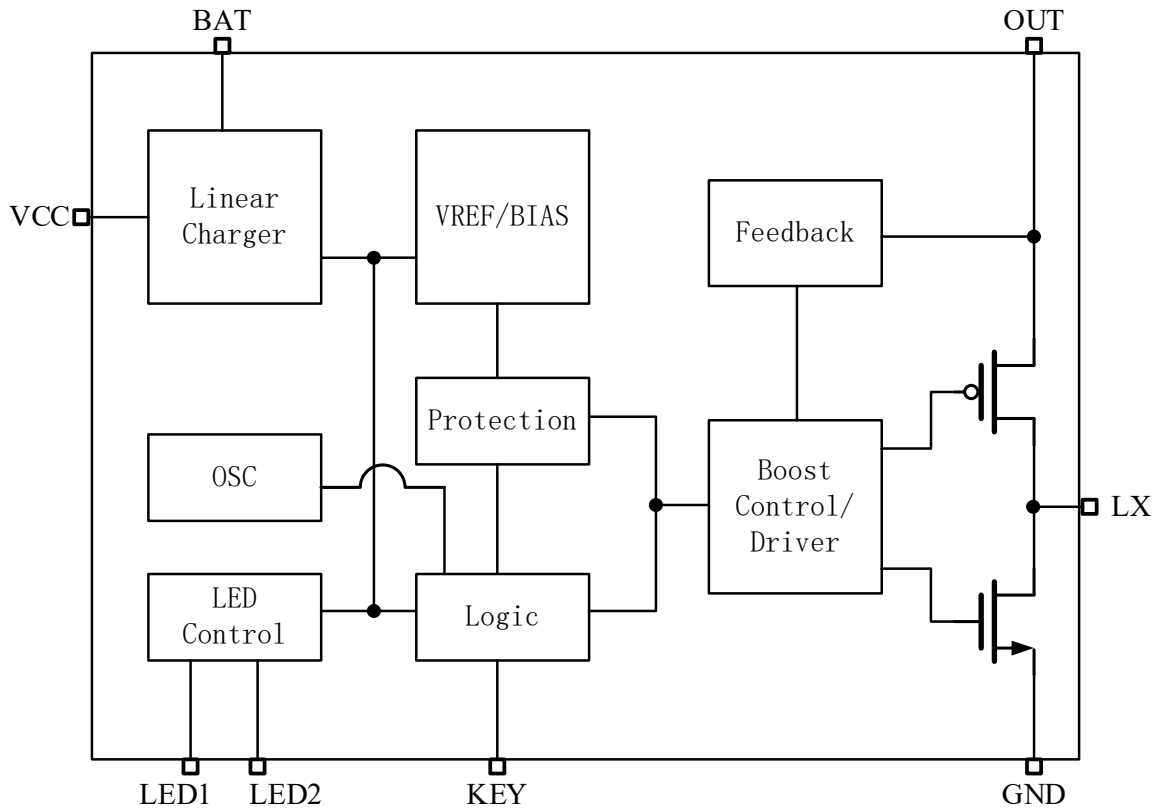 BAT
OUT
VCC
Linear
Charger
VREF/BIAS
Feedback
Protection
OSC
Boost
Control/
Driver
LX
LED
Control
Logic
LED1
LED2
KEY
GND